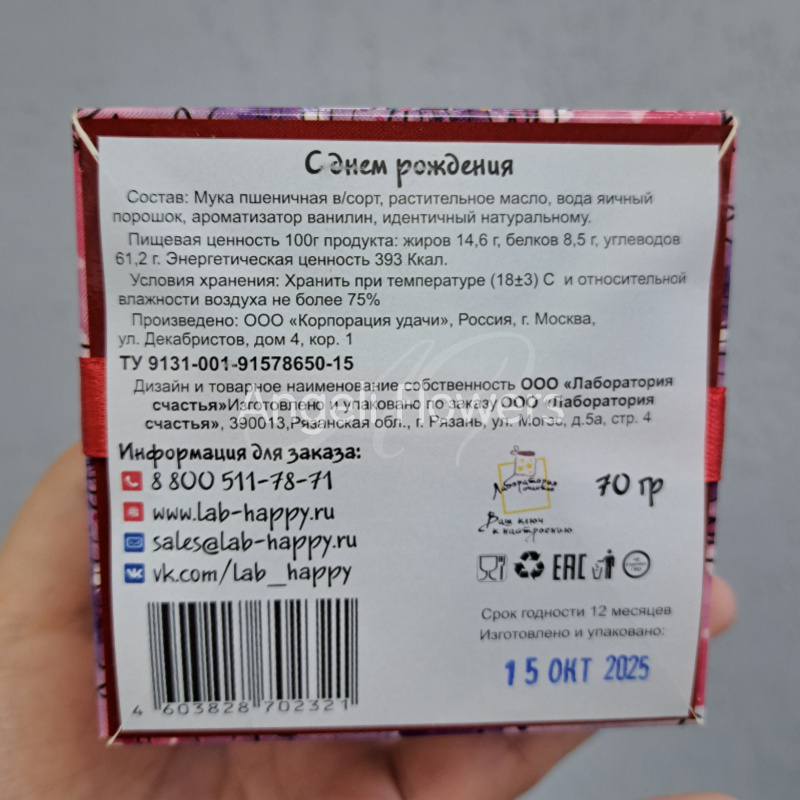 С днем рождения
Состав: Мука пшеничная в/сорт, растительное масло, вода яичный
порошок, ароматизатор ванилин, идентичный натуральному.
Пищевая ценность 100г продукта: жиров 14,6 г, белков 8,5 г, углеводов
61,2 г. Энергетическая ценность 393 Ккал.
Условия хранения: Хранить при температуре (18±3) С и относительной
влажности воздуха не более 75%
Произведено: ООО «Корпорация удачи», Россия, г. Москва,
ул. Декабристов, дом 4, кор. 1
ТУ 9131-001-91578650-15
Дизайн и товарное наименование собственность ООО «Лаборатория
счастья»Изготовлено и упаковано по заказу ООО «Лаборатория
счастья», 390013,Рязанская обл., г. Рязань, ул. д.5а, стр. 4
Angeli Flowers
Информация для заказа:
8 800 511-78-71
www.lab-happy.ru
sales@lab-happy.ru
vk.com/lab_happy
Лаборатория
счастья
Ваш ключ
к настроению
70 гр
EAC
Срок годности 12 месяцев
Изготовлено и упаковано:
15 ОКТ 2025
4 603828 702321